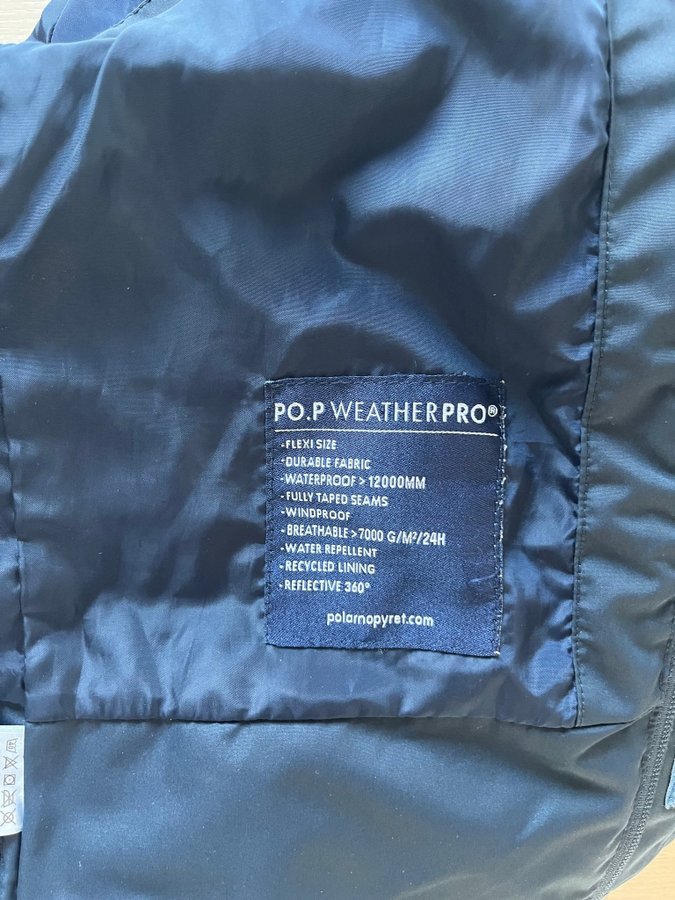 PO.P WEATHERPRO®
-FLEXI SIZE
-DURABLE FABRIC
-WATERPROOF > 12000MM
-FULLY TAPED SEAMS
-WINDPROOF
-BREATHABLE >7000 G/M²/24H
-WATER REPELLENT
-RECYCLED LINING
-REFLECTIVE 360°
polarnopyret.com